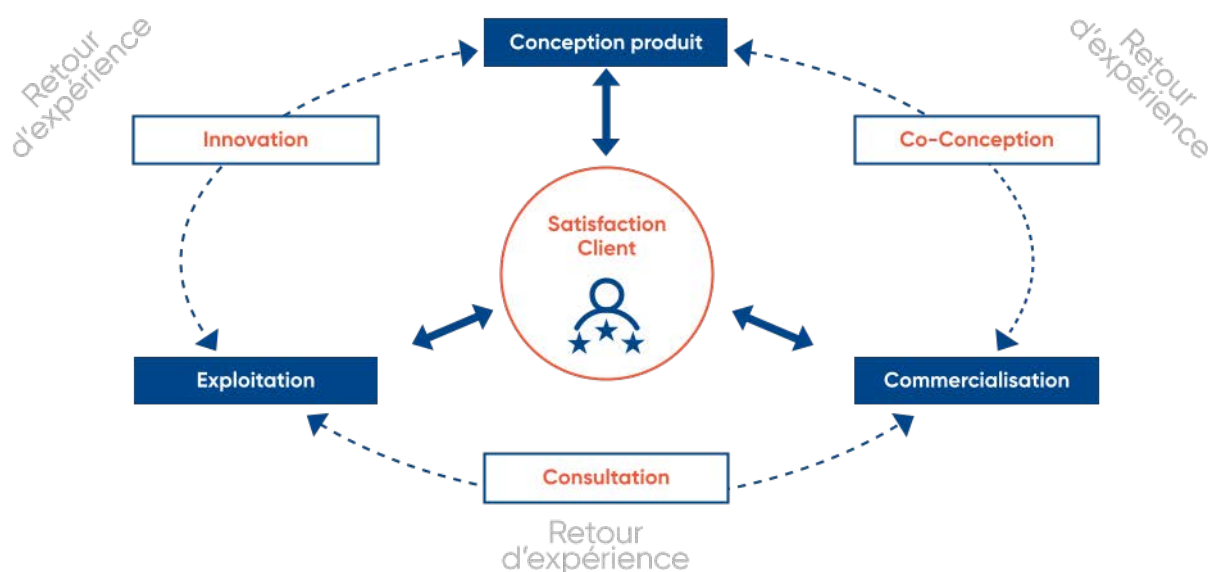 Conception produit
Retour
d'expérience
Retour
d'expérience
Innovation
Co-Conception
Satisfaction
Client
Exploitation
Commercialisation
Consultation
Retour
d'expérience